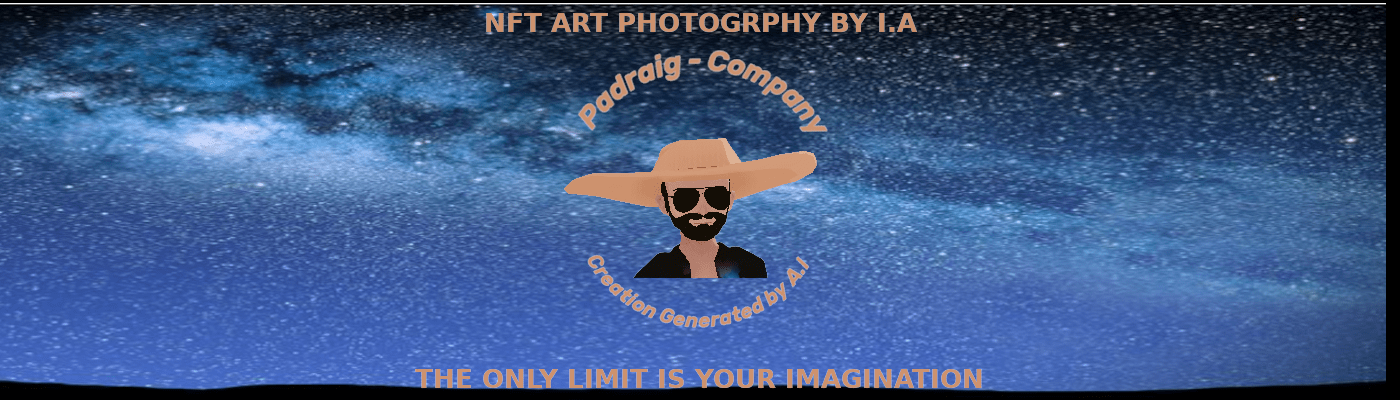 NFT ART PHOTOGRPHY BY I.A
Padraig - Company
Creation Generated by A.I
THE ONLY LIMIT IS YOUR IMAGINATION